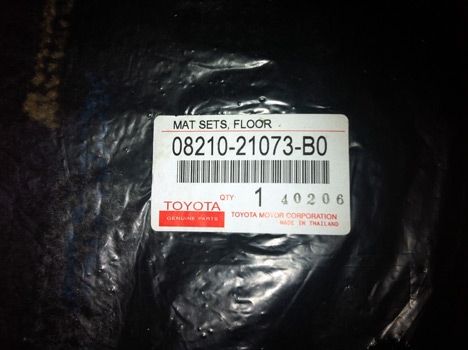 MAT SETS, FLOOR
08210-21073-B0
TOYOTA QTY 1 40206
GENUINE PARTS TOYOTA MOTOR CORPORATION
MADE IN THAILAND